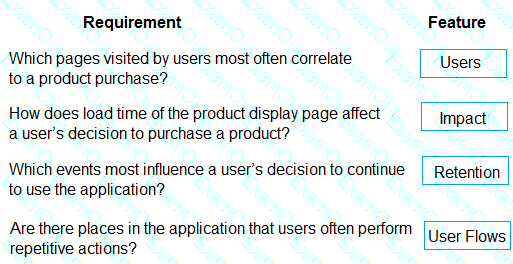 Requirement Feature
Which pages visited by users most often correlate
to a product purchase?
Users
How does load time of the product display page affect
a user's decision to purchase a product?
Impact
Which events most influence a user's decision to continue
to use the application?
Retention
Are there places in the application that users often perform
repetitive actions?
User Flows